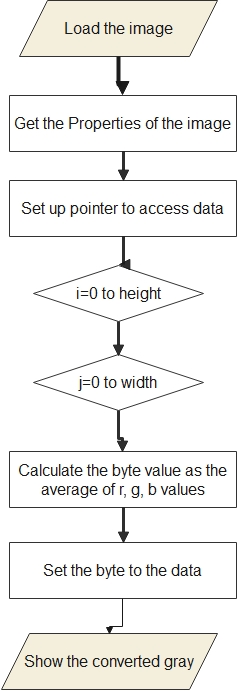 Load the image
Get the Properties of the image
Set up pointer to access data
i=0 to height
j=0 to width
Calculate the byte value as the
average of r, g, b values
Set the byte to the data
Show the converted gray